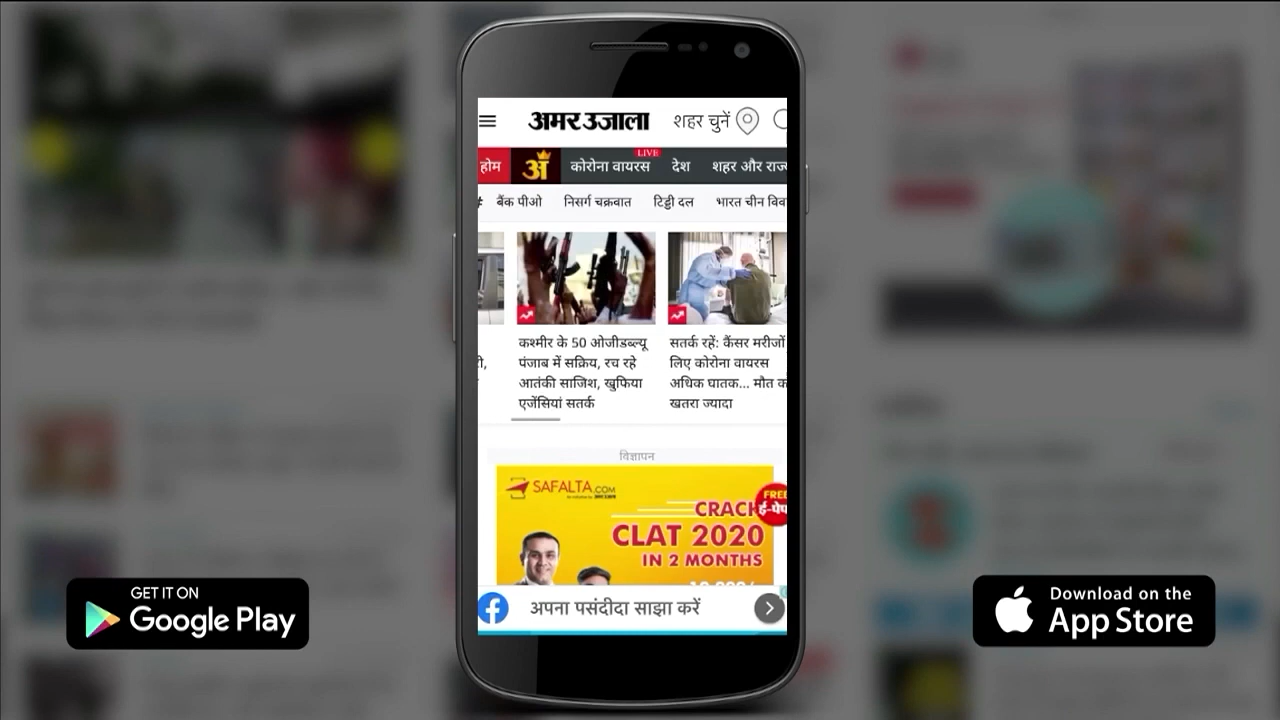 अमर उजाला
शहर चुनें
होम
अ
कोरोना वायरस
LIVE
देश
शहर और
बैंक पीओ
निसर्ग चक्रवात
टिड्डी दल
भारत चीन
कश्मीर के 50 ओजीडब्ल्यू
पंजाब में सक्रिय, रच रहे
आतंकी साजिश, खुफिया
एजेंसियां सतर्क
सतर्क रहें: कैंसर मरीजों
लिए कोरोना वायरस
अधिक घातक... मौत
खतरा ज्यादा
विज्ञापन
SAFALTA.COM
CRACK
CLAT 2020
IN 2 MONTHS
FREE
अपना पसंदीदा साझा करें
GET IT ON
Google Play
Download on the
App Store